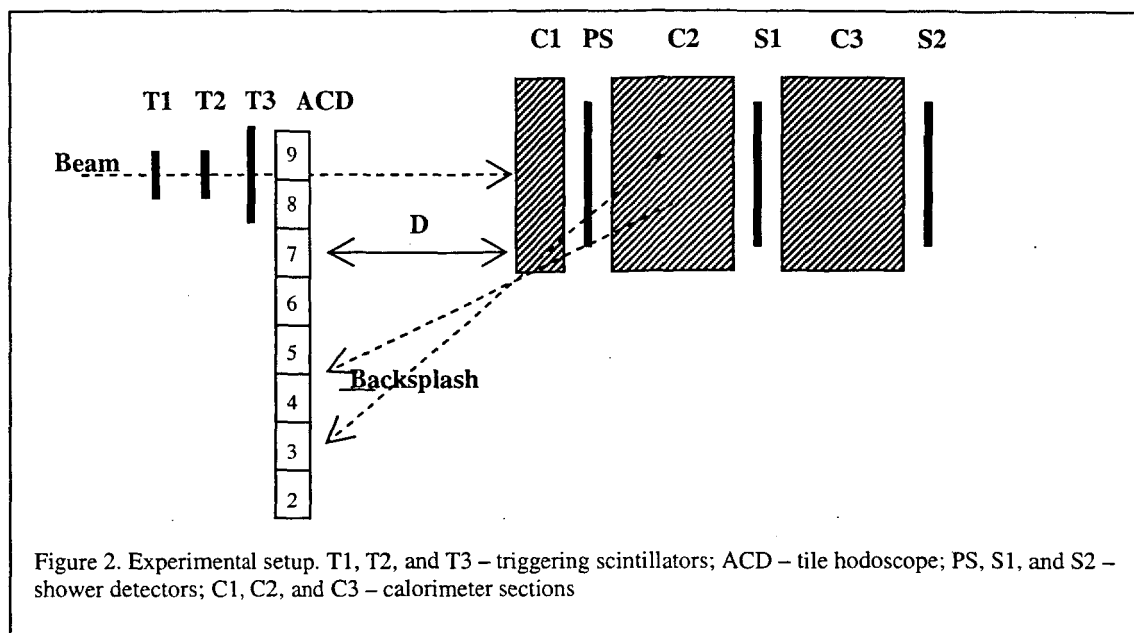 C1 PS C2 S1 C3 S2
T1 T2 T3 ACD
Beam
9
8
7
6
5
4
3
2
D
Backsplash
Figure 2. Experimental setup. T1, T2, and T3 – triggering scintillators; ACD – tile hodoscope; PS, S1, and S2 –
shower detectors; C1, C2, and C3 – calorimeter sections